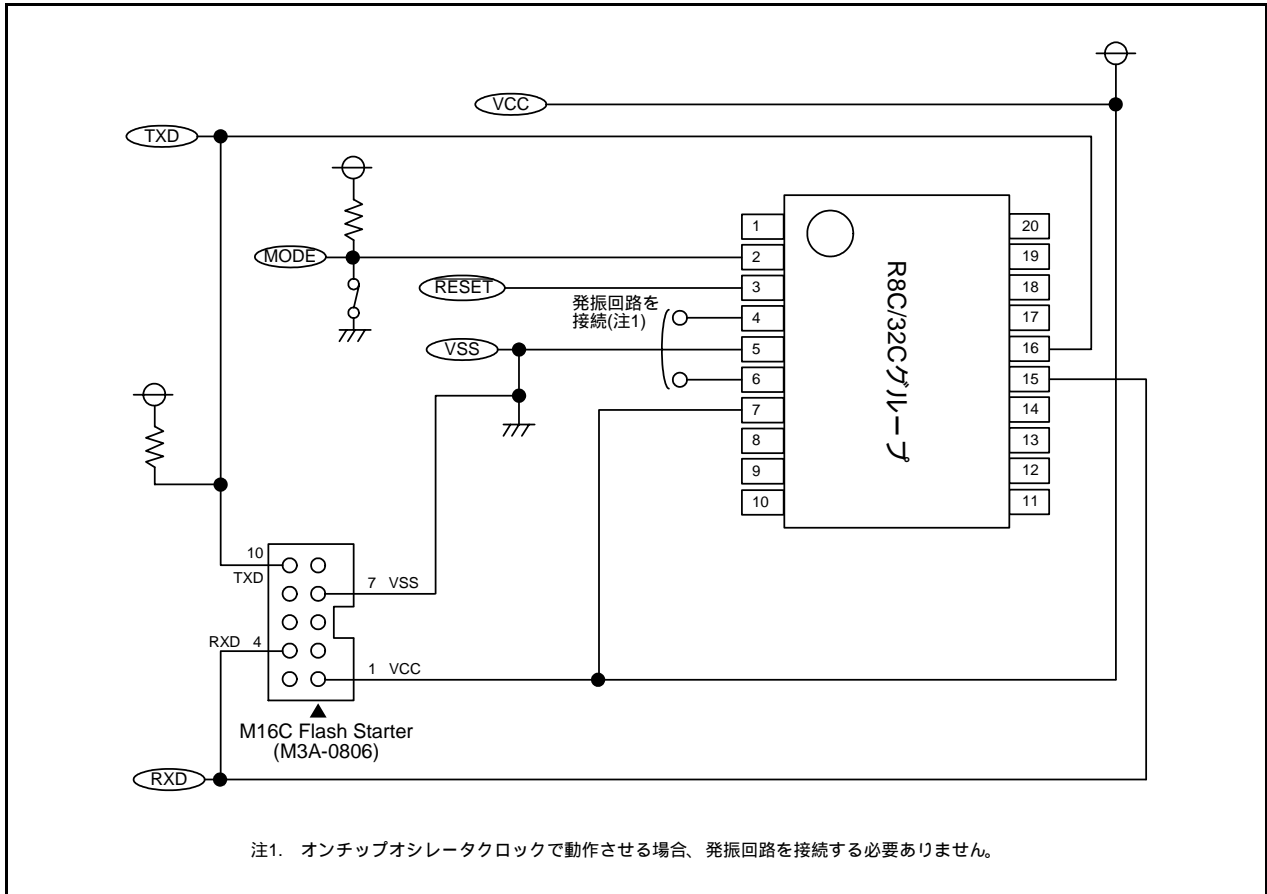 VCC
TXD
MODE
RESET
発振回路を
接続(注1)
VSS
1
2
3
4
5
6
7
8
9
10
20
19
18
17
16
15
14
13
12
11
R8C/32Cグループ
10
TXD
7 VSS
RXD 4
1 VCC
M16C Flash Starter
(M3A-0806)
RXD
注1. オンチップオシレータクロックで動作させる場合、発振回路を接続する必要ありません。